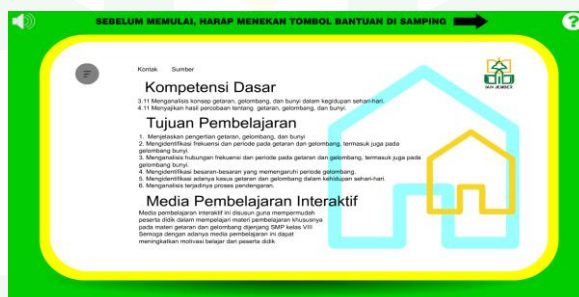 SEBELUM MEMULAI, HARAP MENEKAN TOMBOL BANTUAN DI SAMPING
?
Kontak Sumber
Kompetensi Dasar
3.11 Menganalisis konsep getaran, gelombang, dan bunyi dalam kegidupan sehari-hari.
4.11 Menyajikan hasil percobaan tentang getaran, gelombang, dan bunyi.
Tujuan Pembelajaran
1. Menjelaskan pengertian getaran, gelombang, dan bunyi
2. Mengidentifikasi frekuensi dan periode pada getaran dan gelombang, termasuk juga pada
gelombang bunyi.
3. Menganalisis hubungan frekuensi dan periode pada getaran dan gelombang, termasuk juga pada
gelombang bunyi.
4. Mengidentifikasi besaran-besaran yang memengaruhi periode gelombang.
5. Mengidentifikasi adanya kasus getaran dan gelombang dalam kehidupan sehari-hari.
6. Menganalisis terjadinya proses pendengaran.
Media Pembelajaran Interaktif
Media pembelajaran interaktif ini disusun guna mempermudah
peserta didik dalam mempelajari materi pembelajaran khususnya
pada materi getaran dan gelombang dijenjang SMP kelas VIII
Semoga dengan adanya media pembelajaran ini dapat
meningkatkan motivasi belajar dari peserta didik